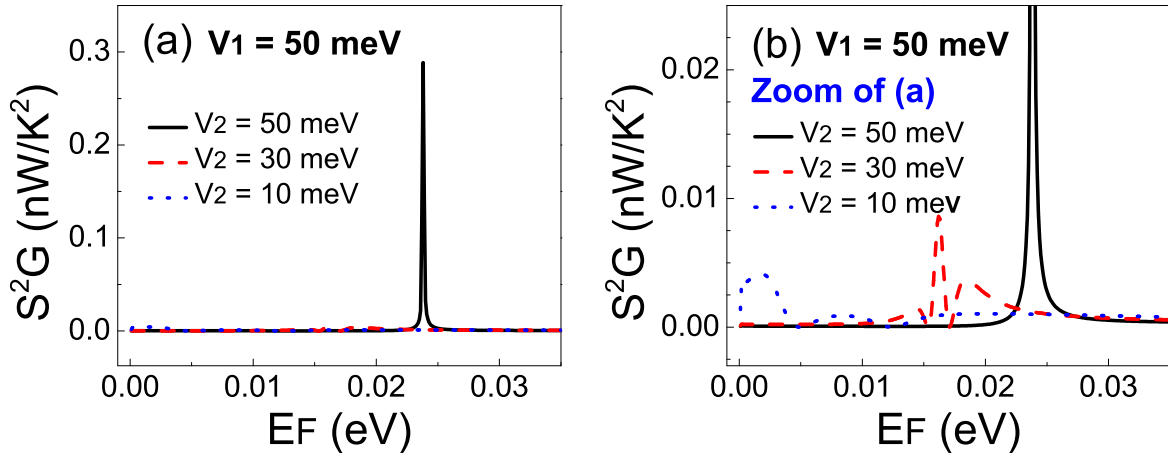 (a) V1 = 50 meV
V2 = 50 meV
V2 = 30 meV
V2 = 10 meV
S²G (nW/K²)
0.3
0.2
0.1
0.0
0.00 0.01 0.02 0.03
EF (eV)
(b) V1 = 50 meV
Zoom of (a)
V2 = 50 meV
V2 = 30 meV
V2 = 10 mev
S²G (nW/K²)
0.02
0.01
0.00
0.00 0.01 0.02 0.03
EF (eV)